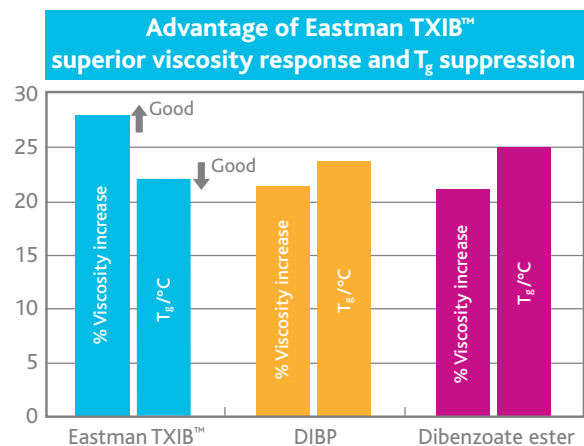 Advantage of Eastman TXIB™
superior viscosity response and Tg suppression
30
25
20
15
10
5
0
Good
Good
% Viscosity increase
Tg/°C
% Viscosity increase
Tg/°C
% Viscosity increase
Tg/°C
Eastman TXIB™
DIBP
Dibenzoate ester